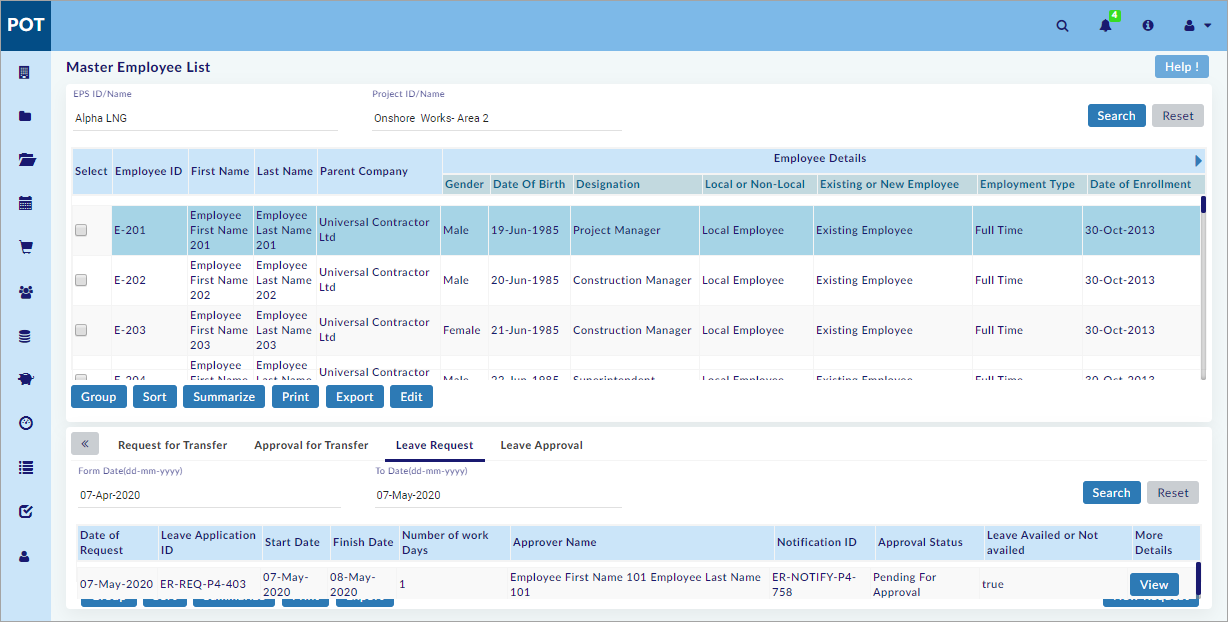 POT
4
Master Employee List
Help !
EPS ID/Name
Project ID/Name
Alpha LNG
Onshore Works- Area 2
Search
Reset
Select
Employee ID
First Name
Last Name
Parent Company
Employee Details
Gender
Date Of Birth
Designation
Local or Non-Local
Existing or New Employee
Employment Type
Date of Enrollment
E-201
Employee First Name 201
Employee Last Name 201
Universal Contractor Ltd
Male
19-Jun-1985
Project Manager
Local Employee
Existing Employee
Full Time
30-Oct-2013
E-202
Employee First Name 202
Employee Last Name 202
Universal Contractor Ltd
Male
20-Jun-1985
Construction Manager
Local Employee
Existing Employee
Full Time
30-Oct-2013
E-203
Employee First Name 203
Employee Last Name 203
Universal Contractor Ltd
Female
21-Jun-1985
Construction Manager
Local Employee
Existing Employee
Full Time
30-Oct-2013
E-204
Employee First Name
Employee Last Name
Universal Contractor
Male
22-Jun-1985
Superintendent
Local Employee
Existing Employee
Full Time
30-Oct-2013
Group
Sort
Summarize
Print
Export
Edit
«
Request for Transfer
Approval for Transfer
Leave Request
Leave Approval
Form Date(dd-mm-yyyy)
To Date(dd-mm-yyyy)
07-Apr-2020
07-May-2020
Search
Reset
Date of Request
Leave Application ID
Start Date
Finish Date
Number of work Days
Approver Name
Notification ID
Approval Status
Leave Availed or Not availed
More Details
07-May-2020
ER-REQ-P4-403
07-May-2020
08-May-2020
1
Employee First Name 101 Employee Last Name 101
ER-NOTIFY-P4-758
Pending For Approval
true
View